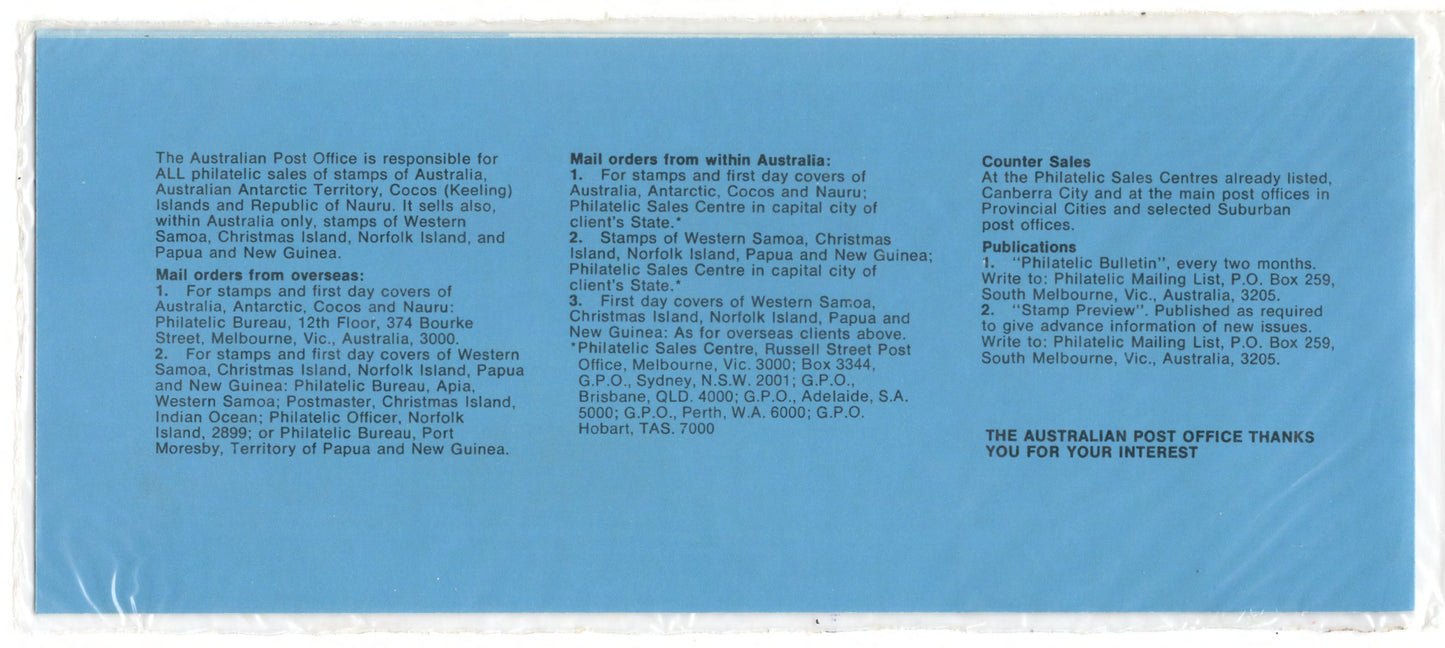 The Australian Post Office is responsible for
ALL philatelic sales of stamps of Australia,
Australian Antarctic Territory, Cocos (Keeling)
Islands and Republic of Nauru. It sells also,
within Australia only, stamps of Western
Samoa, Christmas Island, Norfolk Island, and
Papua and New Guinea.
Mail orders from overseas:
1. For stamps and first day covers of
Australia, Antarctic, Cocos and Nauru:
Philatelic Bureau, 12th Floor, 374 Bourke
Street, Melbourne, Vic., Australia, 3000.
2. For stamps and first day covers of Western
Samoa, Christmas Island, Norfolk Island, Papua
and New Guinea: Philatelic Bureau, Apia,
Western Samoa; Postmaster, Christmas Island,
Indian Ocean; Philatelic Officer, Norfolk
Island, 2899; or Philatelic Bureau, Port
Moresby, Territory of Papua and New Guinea.
Mail orders from within Australia:
1. For stamps and first day covers of
Australia, Antarctic, Cocos and Nauru;
Philatelic Sales Centre in capital city of
client's State.*
2. Stamps of Western Samoa, Christmas
Island, Norfolk Island, Papua and New Guinea;
Philatelic Sales Centre in capital city of
client's State.*
3. First day covers of Western Samoa,
Christmas Island, Norfolk Island, Papua and
New Guinea: As for overseas clients above.
*Philatelic Sales Centre, Russell Street Post
Office, Melbourne, Vic. 3000; Box 3344,
G.P.O., Sydney, N.S.W. 2001; G.P.O.,
Brisbane, QLD. 4000; G.P.O., Adelaide, S.A.
5000; G.P.O., Perth, W.A. 6000; G.P.O.
Hobart, TAS. 7000
Counter Sales
At the Philatelic Sales Centres already listed,
Canberra City and at the main post offices in
Provincial Cities and selected Suburban
post offices.
Publications
1. "Philatelic Bulletin", every two months.
Write to: Philatelic Mailing List, P.O. Box 259,
South Melbourne, Vic., Australia, 3205.
2. "Stamp Preview". Published as required
to give advance information of new issues.
Write to: Philatelic Mailing List, P.O. Box 259,
South Melbourne, Vic., Australia, 3205.
THE AUSTRALIAN POST OFFICE THANKS
YOU FOR YOUR INTEREST